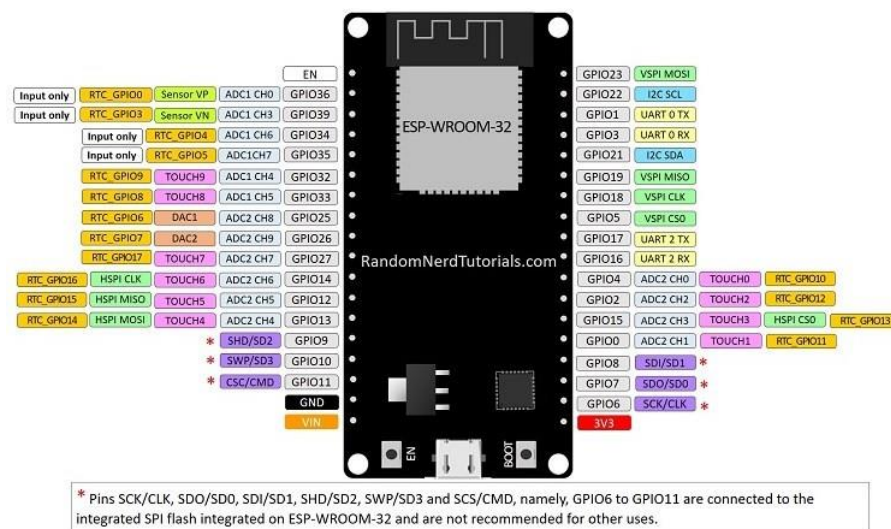 EN
Input only RTC_GPIO0 Sensor VP ADC1 CH0 GPIO36
Input only RTC_GPIO3 Sensor VN ADC1 CH3 GPIO39
Input only RTC_GPIO4 ADC1 CH6 GPIO34
Input only RTC_GPIO5 ADC1CH7 GPIO35
RTC_GPIO9 TOUCH9 ADC1 CH4 GPIO32
RTC_GPIO8 TOUCH8 ADC1 CH5 GPIO33
RTC_GPIO6 DAC1 ADC2 CH8 GPIO25
RTC_GPIO7 DAC2 ADC2 CH9 GPIO26
RTC_GPIO17 TOUCH7 ADC2 CH7 GPIO27
RTC_GPIO16 HSPI CLK TOUCH6 ADC2 CH6 GPIO14
RTC_GPIO15 HSPI MISO TOUCH5 ADC2 CH5 GPIO12
RTC_GPIO14 HSPI MOSI TOUCH4 ADC2 CH4 GPIO13
* SHD/SD2 GPIO9
* SWP/SD3 GPIO10
* CSC/CMD GPIO11
GND
VIN
ESP-WROOM-32
RandomNerdTutorials.com
EN
BOOT
GPIO23 VSPI MOSI
GPIO22 I2C SCL
GPIO1 UART 0 TX
GPIO3 UART 0 RX
GPIO21 I2C SDA
GPIO19 VSPI MISO
GPIO18 VSPI CLK
GPIO5 VSPI CS0
GPIO17 UART 2 TX
GPIO16 UART 2 RX
GPIO4 ADC2 CH0 TOUCH0 RTC_GPIO10
GPIO2 ADC2 CH2 TOUCH2 RTC_GPIO12
GPIO15 ADC2 CH3 TOUCH3 HSPI CS0 RTC_GPIO13
GPIO0 ADC2 CH1 TOUCH1 RTC_GPIO11
GPIO8 SDI/SD1 *
GPIO7 SDO/SD0 *
GPIO6 SCK/CLK *
3V3
* Pins SCK/CLK, SDO/SD0, SDI/SD1, SHD/SD2, SWP/SD3 and SCS/CMD, namely, GPIO6 to GPIO11 are connected to the
integrated SPI flash integrated on ESP-WROOM-32 and are not recommended for other uses.